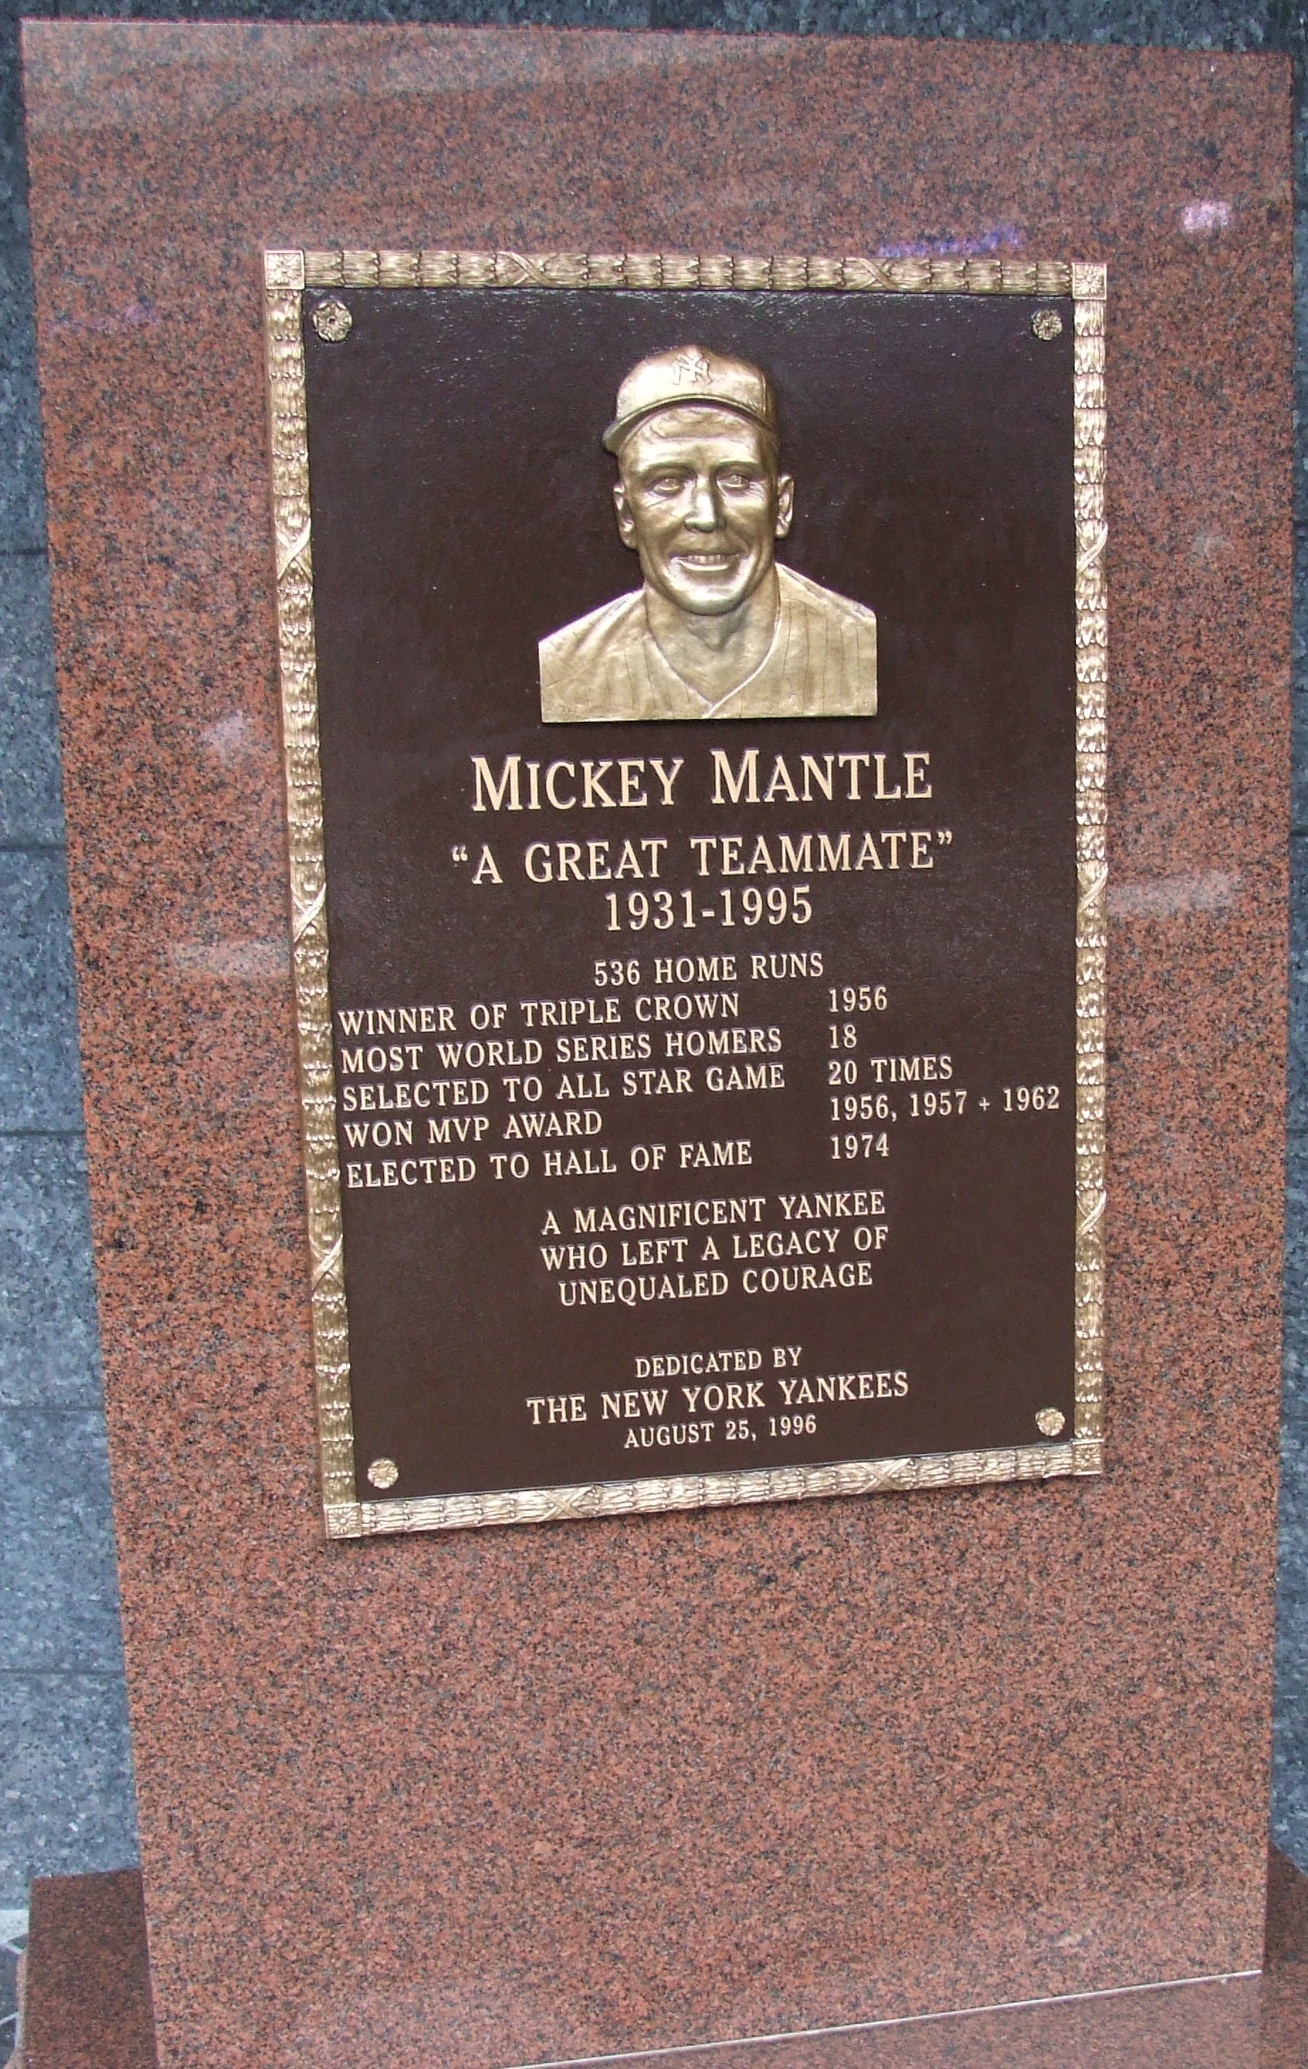 MICKEY MANTLE
“A GREAT TEAMMATE”
1931-1995
536 HOME RUNS
WINNER OF TRIPLE CROWN 1956
MOST WORLD SERIES HOMERS 18
SELECTED TO ALL STAR GAME 20 TIMES
WON MVP AWARD 1956, 1957 + 1962
ELECTED TO HALL OF FAME 1974
A MAGNIFICENT YANKEE
WHO LEFT A LEGACY OF
UNEQUALED COURAGE
DEDICATED BY
THE NEW YORK YANKEES
AUGUST 25, 1996